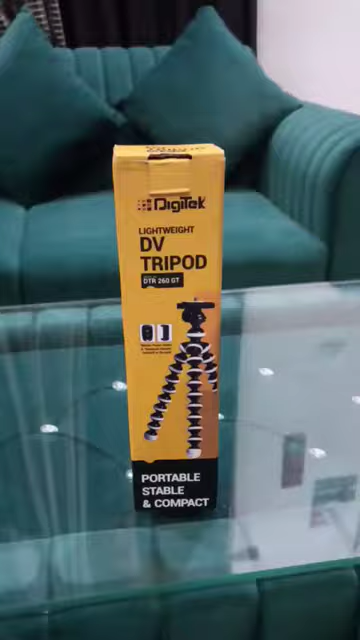 DIGITEK
LIGHTWEIGHT
DV
TRIPOD
DTR 260 GT
PORTABLE
STABLE
& COMPACT